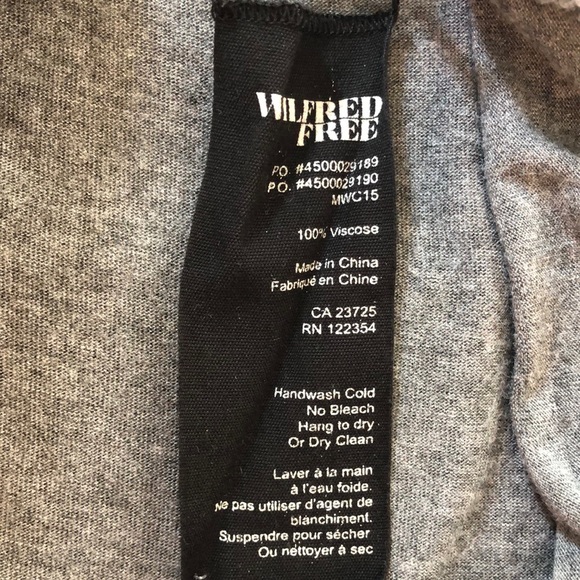 WILFRED
FREE
P.O. #4500029189
P.O. #4500029190
MWC15
100% Viscose
Made in China
Fabriqué en Chine
CA 23725
RN 122354
Handwash Cold
No Bleach
Hang to dry
Or Dry Clean
Laver à la main
à l'eau foide.
Ne pas utiliser d'agent de
blanchiment.
Suspendre pour sécher
Ou nettoyer à sec